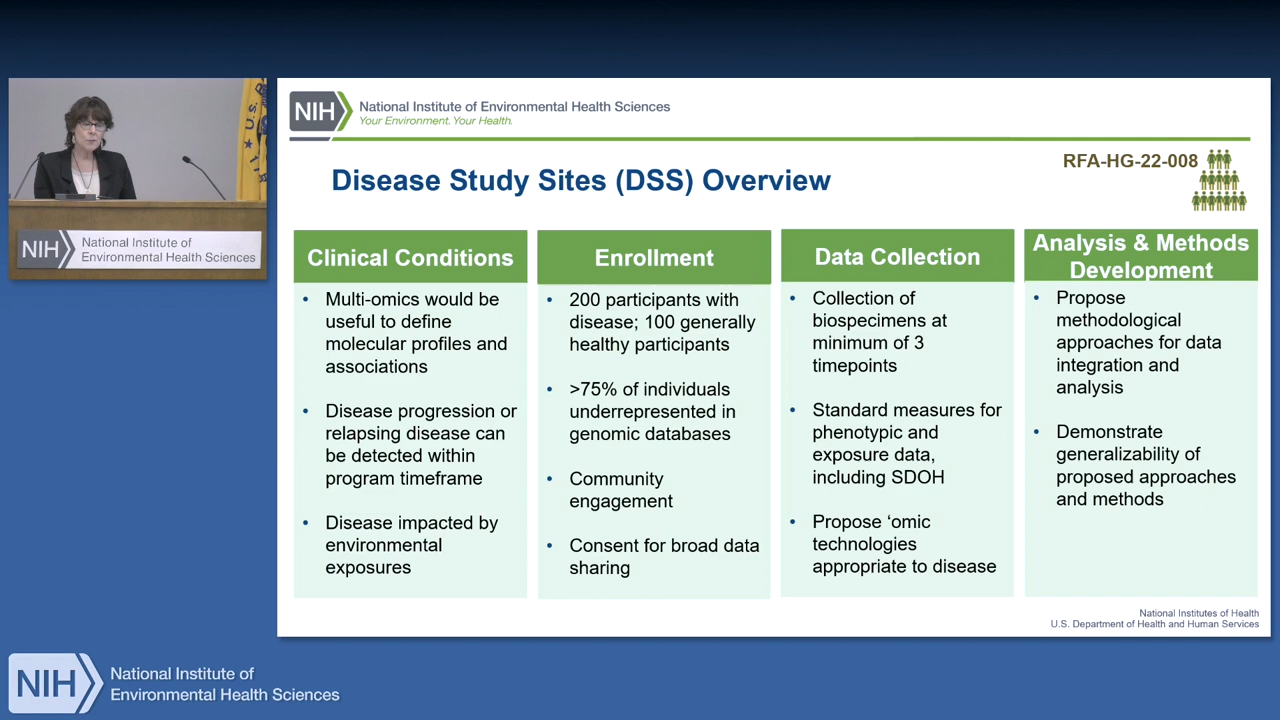 NIH
National Institute of
Environmental Health Sciences
NIH
National Institute of Environmental Health Sciences
Your Environment. Your Health.
RFA-HG-22-008
Disease Study Sites (DSS) Overview
Clinical Conditions
• Multi-omics would be
useful to define
molecular profiles and
associations
• Disease progression or
relapsing disease can
be detected within
program timeframe
• Disease impacted by
environmental
exposures
Enrollment
• 200 participants with
disease; 100 generally
healthy participants
• >75% of individuals
underrepresented in
genomic databases
• Community
engagement
• Consent for broad data
sharing
Data Collection
• Collection of
biospecimens at
minimum of 3
timepoints
• Standard measures for
phenotypic and
exposure data,
including SDOH
• Propose ‘omic
technologies
appropriate to disease
Analysis & Methods
Development
• Propose
methodological
approaches for data
integration and
analysis
• Demonstrate
generalizability of
proposed approaches
and methods
National Institutes of Health
U.S. Department of Health and Human Services
NIH
National Institute of
Environmental Health Sciences